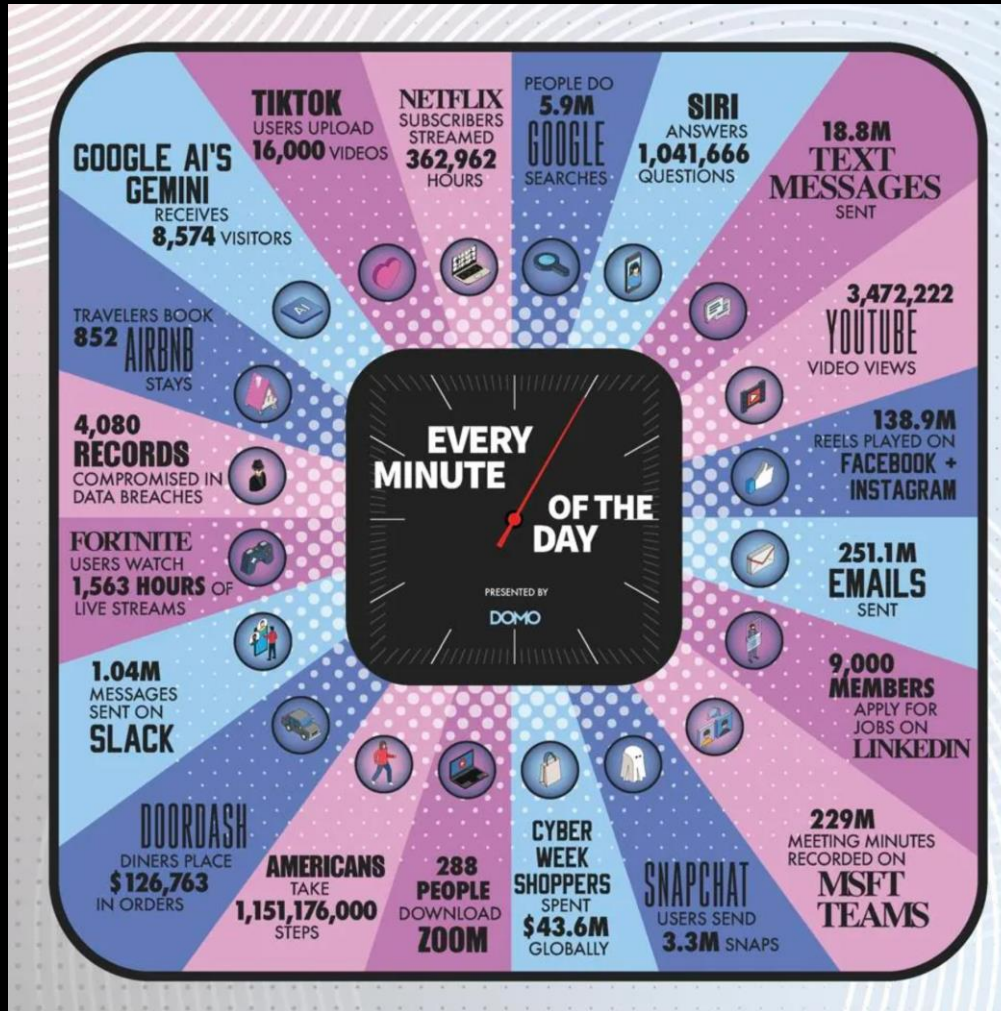 TIKTOK
USERS UPLOAD
16,000 VIDEOS
NETFLIX
SUBSCRIBERS
STREAMED
362,962
HOURS
PEOPLE DO
5.9M
GOOGLE
SEARCHES
SIRI
ANSWERS
1,041,666
QUESTIONS
18.8M
TEXT
MESSAGES
SENT
3,472,222
YOUTUBE
VIDEO VIEWS
138.9M
REELS PLAYED ON
FACEBOOK +
INSTAGRAM
251.1M
EMAILS
SENT
9,000
MEMBERS
APPLY FOR
JOBS ON
LINKEDIN
229M
MEETING MINUTES
RECORDED ON
MSFT
TEAMS
SNAPCHAT
USERS SEND
3.3M SNAPS
CYBER
WEEK
SHOPPERS
SPENT
$43.6M
GLOBALLY
288
PEOPLE
DOWNLOAD
ZOOM
AMERICANS
TAKE
1,151,176,000
STEPS
DOORDASH
DINERS PLACE
$126,763
IN ORDERS
1.04M
MESSAGES
SENT ON
SLACK
FORTNITE
USERS WATCH
1,563 HOURS OF
LIVE STREAMS
4,080
RECORDS
COMPROMISED IN
DATA BREACHES
TRAVELERS BOOK
852 AIRBNB
STAYS
GOOGLE AI'S
GEMINI
RECEIVES
8,574 VISITORS
AI
EVERY
MINUTE
OF THE
DAY
PRESENTED BY
DOMO